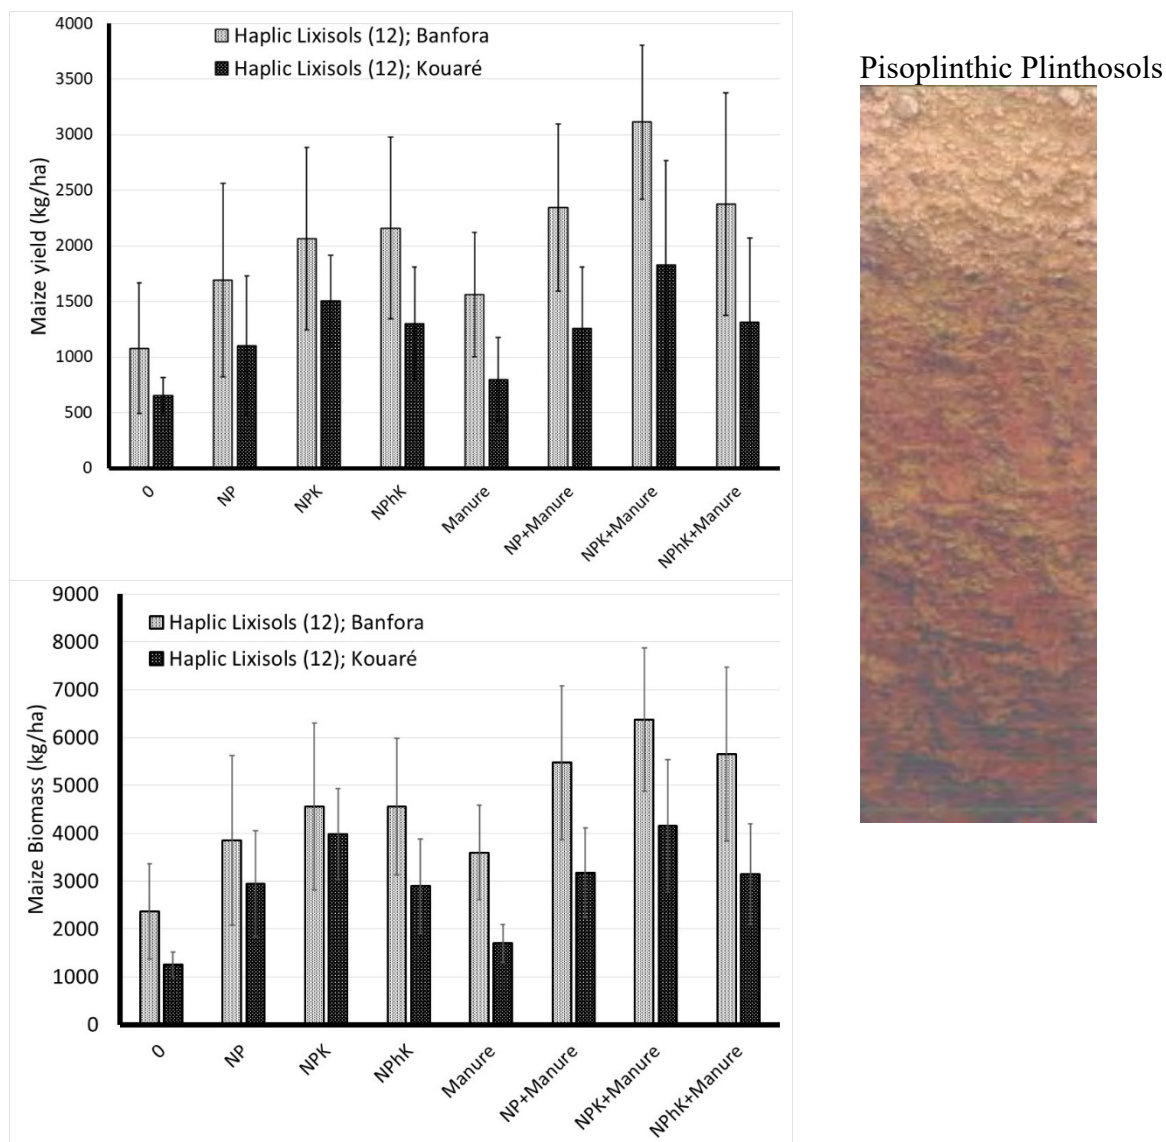 4000
3500
3000
2500
2000
1500
1000
500
0
Maize yield (kg/ha)
Haplic Lixisols (12); Banfora
Haplic Lixisols (12); Kouaré
0
NP
NPK
NPhK
Manure
NP+Manure
NPK+Manure
NPhK+Manure
Pisoplinthic Plinthosols
9000
8000
7000
6000
5000
4000
3000
2000
1000
0
Maize Biomass (kg/ha)
Haplic Lixisols (12); Banfora
Haplic Lixisols (12); Kouaré
0
NP
NPK
NPhK
Manure
NP+Manure
NPK+Manure
NPhK+Manure